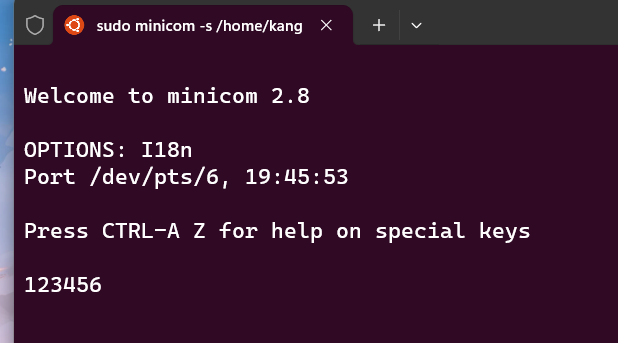 sudo minicom -s /home/kang
Welcome to minicom 2.8
OPTIONS: I18n
Port /dev/pts/6, 19:45:53
Press CTRL-A Z for help on special keys
123456